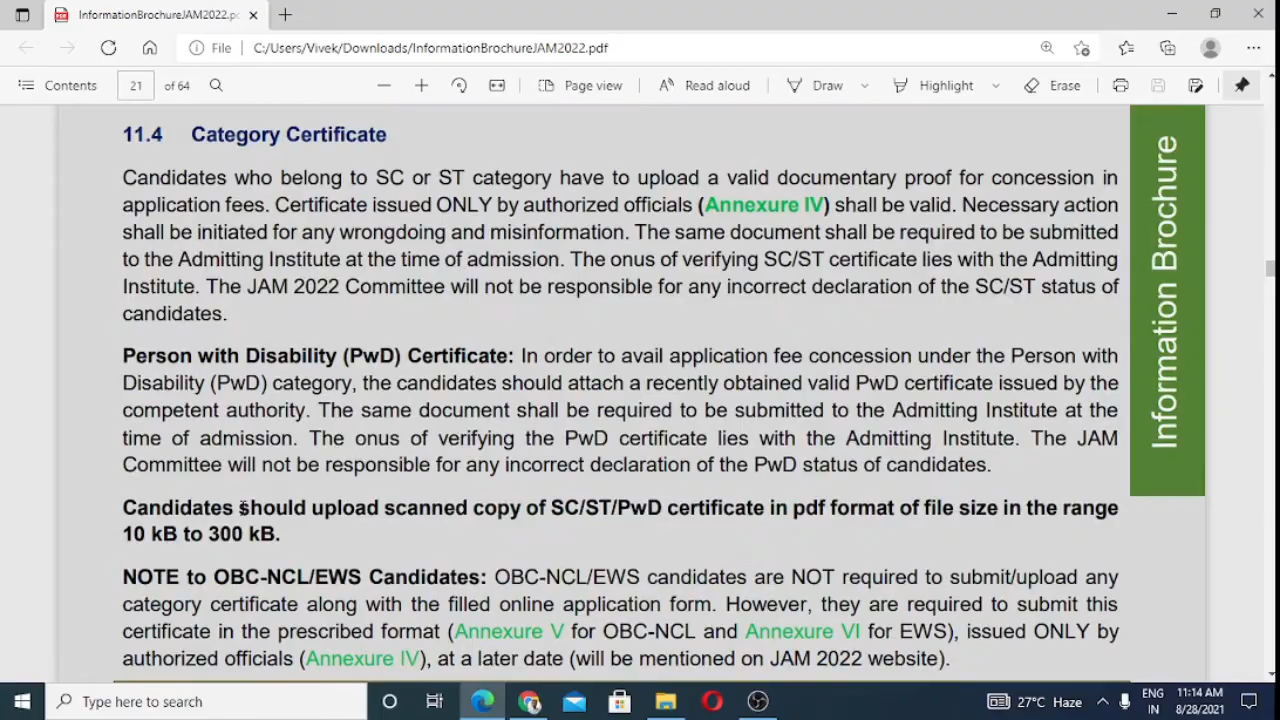 InformationBrochureJAM2022.pd
File
C:/Users/Vivek/Downloads/InformationBrochureJAM2022.pdf
Contents
21
of 64
Page view
Read aloud
Draw
Highlight
Erase
11.4 Category Certificate
Candidates who belong to SC or ST category have to upload a valid documentary proof for concession in
application fees. Certificate issued ONLY by authorized officials (Annexure IV) shall be valid. Necessary action
shall be initiated for any wrongdoing and misinformation. The same document shall be required to be submitted
to the Admitting Institute at the time of admission. The onus of verifying SC/ST certificate lies with the Admitting
Institute. The JAM 2022 Committee will not be responsible for any incorrect declaration of the SC/ST status of
candidates.
Person with Disability (PwD) Certificate: In order to avail application fee concession under the Person with
Disability (PwD) category, the candidates should attach a recently obtained valid PwD certificate issued by the
competent authority. The same document shall be required to be submitted to the Admitting Institute at the
time of admission. The onus of verifying the PwD certificate lies with the Admitting Institute. The JAM
Committee will not be responsible for any incorrect declaration of the PwD status of candidates.
Candidates should upload scanned copy of SC/ST/PwD certificate in pdf format of file size in the range
10 kB to 300 kB.
NOTE to OBC-NCL/EWS Candidates: OBC-NCL/EWS candidates are NOT required to submit/upload any
category certificate along with the filled online application form. However, they are required to submit this
certificate in the prescribed format (Annexure V for OBC-NCL and Annexure VI for EWS), issued ONLY by
authorized officials (Annexure IV), at a later date (will be mentioned on JAM 2022 website).
Information Brochure
Type here to search
27°C Haze
ENG
IN
11:14 AM
8/28/2021